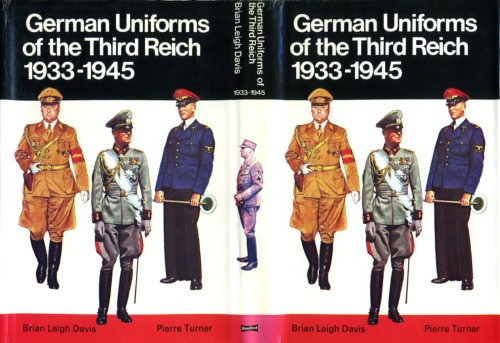 German Uniforms
of the Third Reich
1933-1945
Brian Leigh Davis
Pierre Turner
German Uniforms of
the Third Reich
1933-1945
Brian Leigh Davis
Blandford
German Uniforms
of the Third Reich
1933-1945
Brian Leigh Davis
Pierre Turner